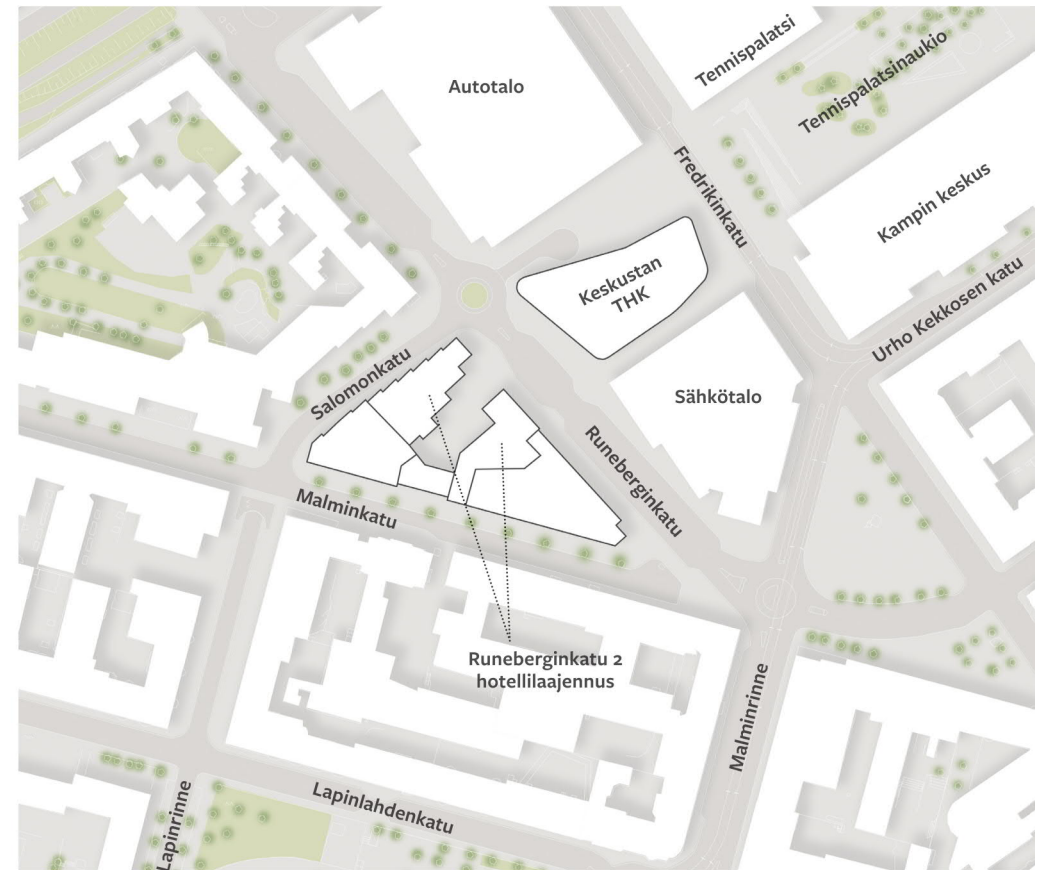 Tennispalatsi
Autotalo
Tennispalatsinaukio
Fredrikinkatu
Kampin keskus
Keskustan
THK
Urho Kekkosen katu
Salomonkatu
Sähkötalo
Runeberginkatu
Malminkatu
Runeberginkatu 2
hotellilaajennus
Malminrinne
Lapinlahdenkatu
Lapinrinne